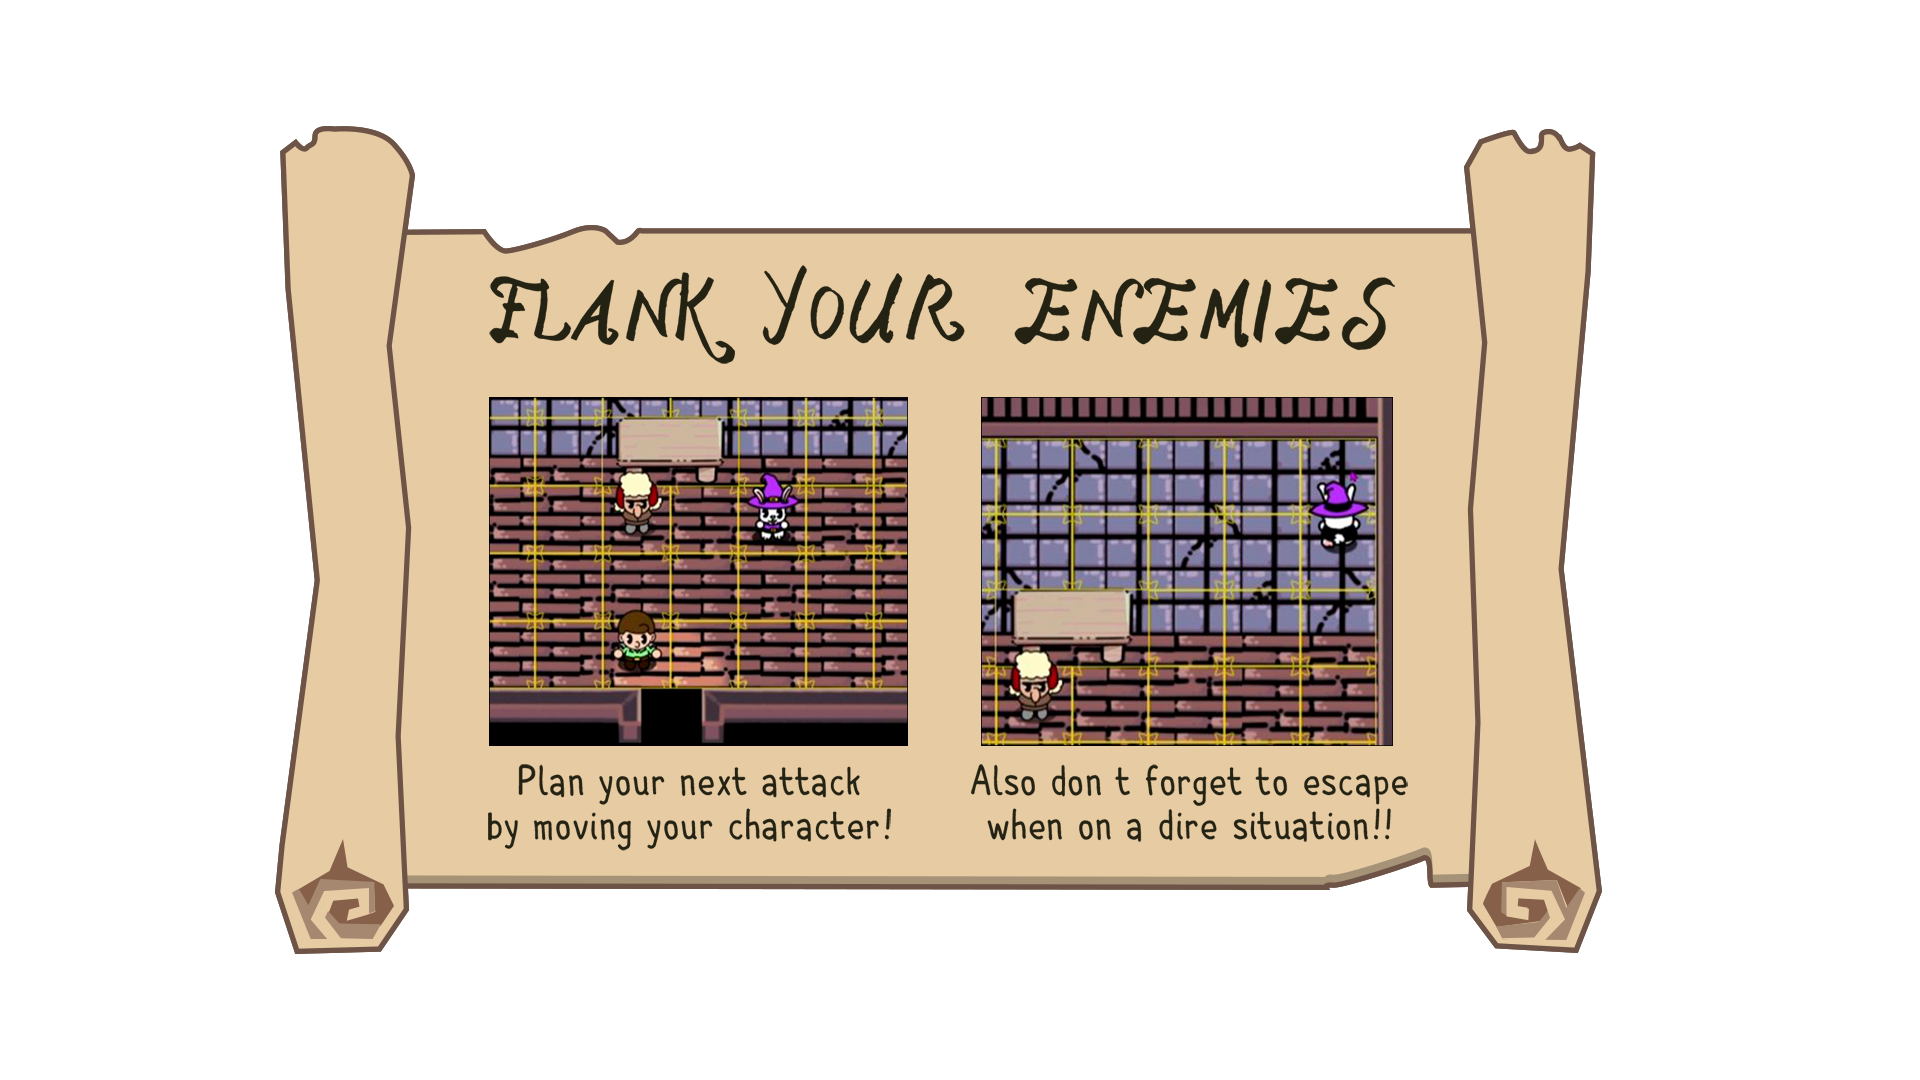 FLANK YOUR ENEMIES
Plan your next attack
by moving your character!
Also don t forget to escape
when on a dire situation!!